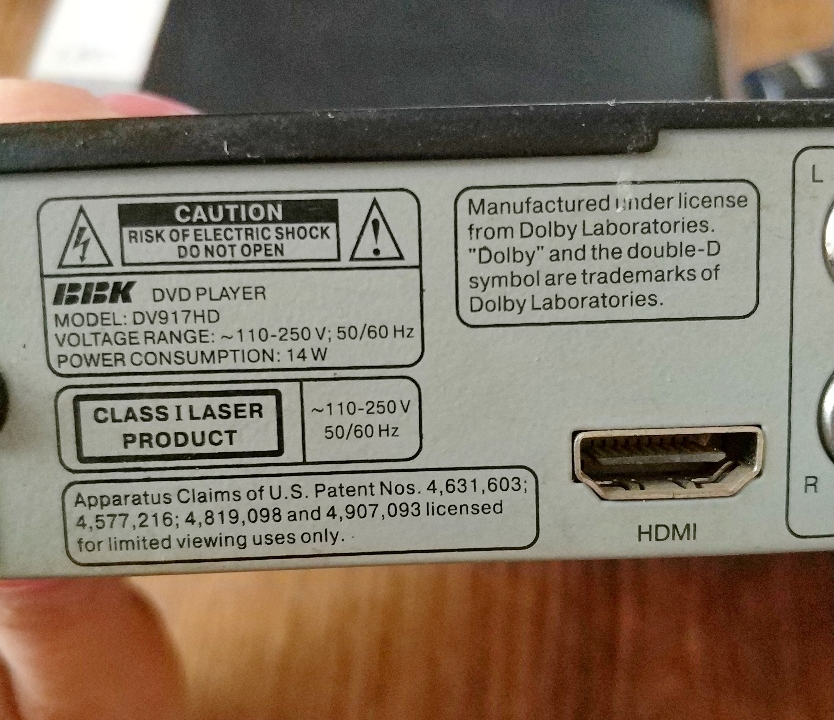 CAUTION
RISK OF ELECTRIC SHOCK
DO NOT OPEN
BBK DVD PLAYER
MODEL: DV917HD
VOLTAGE RANGE: ~110-250 V; 50/60 Hz
POWER CONSUMPTION: 14 W
CLASS I LASER
PRODUCT
~110-250 V
50/60 Hz
Apparatus Claims of U.S. Patent Nos. 4,631,603;
4,577,216; 4,819,098 and 4,907,093 licensed
for limited viewing uses only.
Manufactured under license
from Dolby Laboratories.
"Dolby" and the double-D
symbol are trademarks of
Dolby Laboratories.
HDMI
L
R